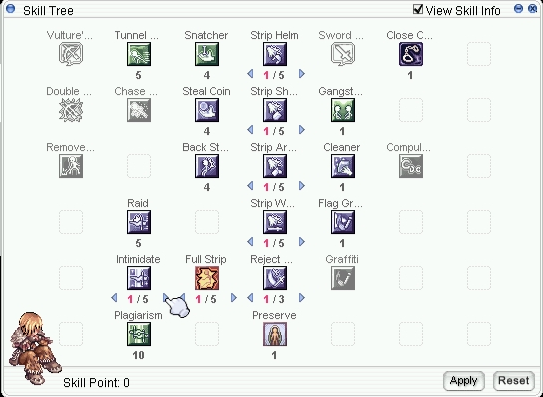 Skill Tree
View Skill Info
Vulture'... Tunnel ... Snatcher Strip Helm Sword ... Close C...
5 4 1 / 5 1
Double ... Chase ... Steal Coin Strip Sh... Gangst...
4 1 / 5 1
Remove... Back St... Strip Ar... Cleaner Compul...
4 1 / 5 1
Raid Strip W... Flag Gr...
5 1 / 5 1
Intimidate Full Strip Reject ... Graffiti
1 / 5 1 / 5 1 / 3
Plagiarism Preserve
10 1
Skill Point: 0
Apply Reset